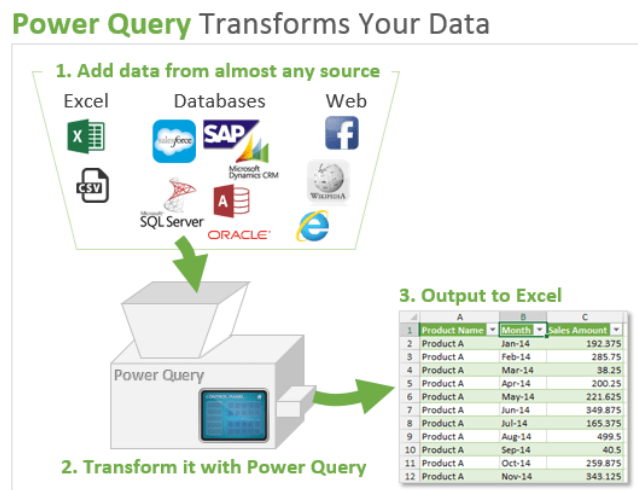 Power Query Transforms Your Data
1. Add data from almost any source
Excel Databases Web
X
salesforce SAP
f
Microsoft
Dynamics CRM
CSV
WIKIPEDIA
Microsoft
SQL Server
A
ORACLE
e
3. Output to Excel
A B C
1 Product Name Month Sales Amount
2 Product A Jan-14 192.375
3 Product A Feb-14 285.75
4 Product A Mar-14 38.25
5 Product A Apr-14 200.25
6 Product A May-14 221.625
7 Product A Jun-14 349.875
8 Product A Jul-14 165.375
9 Product A Aug-14 499.5
10 Product A Sep-14 40.5
11 Product A Oct-14 259.875
12 Product A Nov-14 343.125
Power Query
CONTROL PANEL
2. Transform it with Power Query